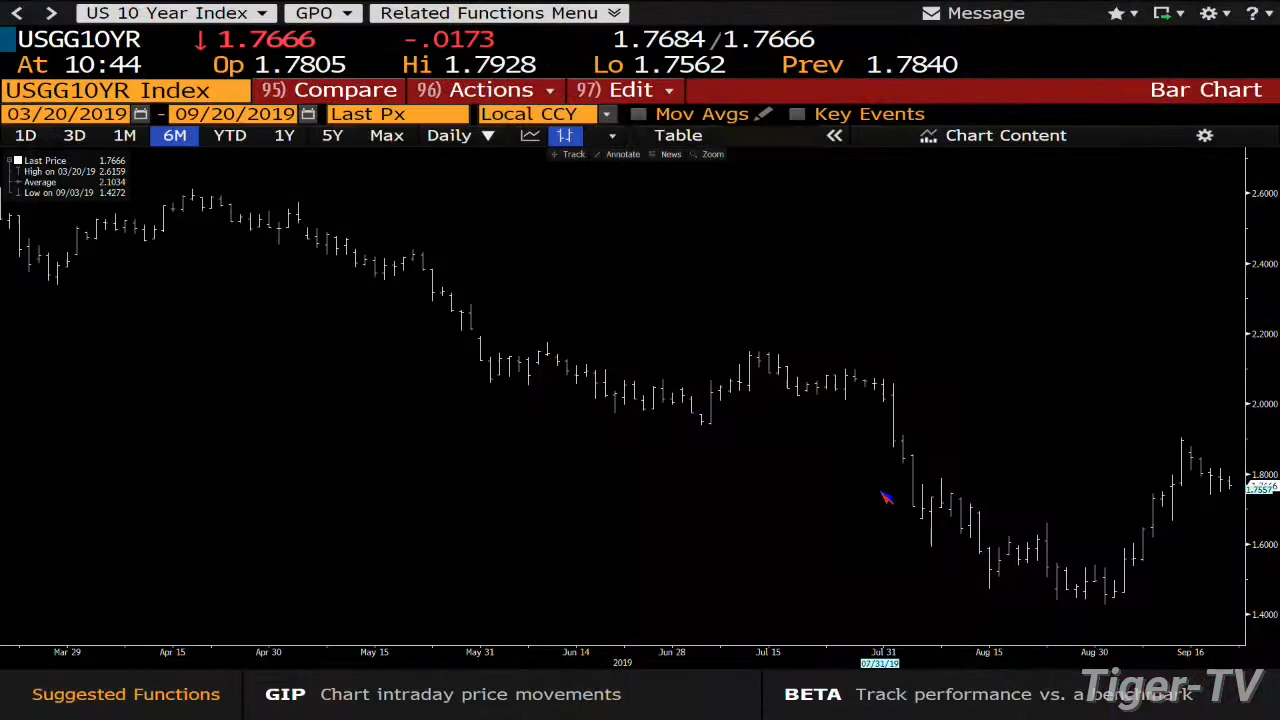 US 10 Year Index GPO Related Functions Menu Message ?
USGG10YR ↓ 1.7666 -.0173 1.7684/1.7666
At 10:44 Op 1.7805 Hi 1.7928 Lo 1.7562 Prev 1.7840
USGG10YR Index 95) Compare 96) Actions 97) Edit Bar Chart
03/20/2019 - 09/20/2019 Last Px Local CCY Mov Avgs Key Events
1D 3D 1M 6M YTD 1Y 5Y Max Daily Table Chart Content
Track Annotate News Zoom
Last Price 1.7666
High on 03/20/19 2.6159
Average 2.1034
Low on 09/03/19 1.4272
2.6000
2.4000
2.2000
2.0000
1.8000
1.7557
1.6000
1.4000
Mar 29 Apr 15 Apr 30 May 15 May 31 Jun 14 Jun 28 Jul 15 Jul 31 Aug 15 Aug 30 Sep 16
2019 07/31/19
Suggested Functions GIP Chart intraday price movements BETA Track performance vs. a benchmark
Tiger-TV